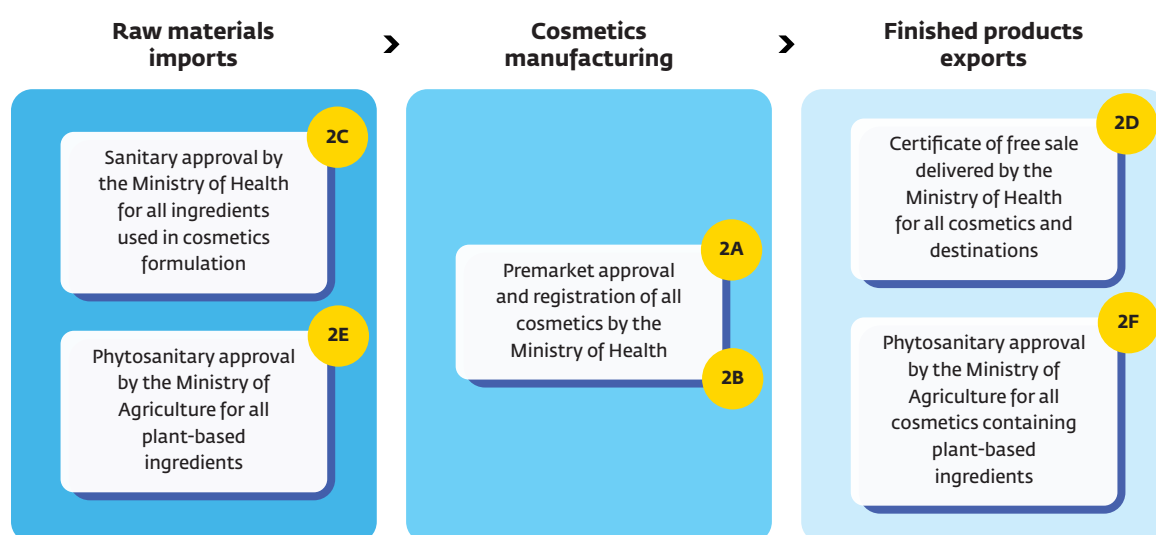 Raw materials
imports
›
Cosmetics
manufacturing
›
Finished products
exports
2C
Sanitary approval by
the Ministry of Health
for all ingredients
used in cosmetics
formulation
2E
Phytosanitary approval
by the Ministry of
Agriculture for all
plant-based
ingredients
2A
Premarket approval
and registration of all
cosmetics by the
Ministry of Health
2B
2D
Certificate of free sale
delivered by the
Ministry of Health
for all cosmetics and
destinations
2F
Phytosanitary approval
by the Ministry of
Agriculture for all
cosmetics containing
plant-based
ingredients